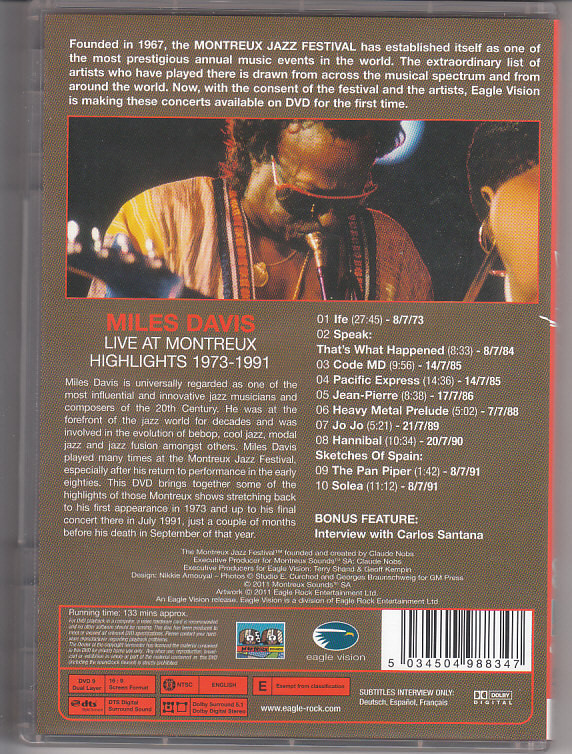 Founded in 1967, the MONTREUX JAZZ FESTIVAL has established itself as one of
the most prestigious annual music events in the world. The extraordinary list of
artists who have played there is drawn from across the musical spectrum and from
around the world. Now, with the consent of the festival and the artists, Eagle Vision
is making these concerts available on DVD for the first time.
MILES DAVIS
LIVE AT MONTREUX
HIGHLIGHTS 1973-1991
Miles Davis is universally regarded as one of the
most influential and innovative jazz musicians and
composers of the 20th Century. He was at the
forefront of the jazz world for decades and was
involved in the evolution of bebop, cool jazz, modal
jazz and jazz fusion amongst others. Miles Davis
played many times at the Montreux Jazz Festival,
especially after his return to performance in the early
eighties. This DVD brings together some of the
highlights of those Montreux shows stretching back
to his first appearance in 1973 and up to his final
concert there in July 1991, just a couple of months
before his death in September of that year.
01 Ife (27:45) - 8/7/73
02 Speak:
That's What Happened (8:33) - 8/7/84
03 Code MD (9:56) - 14/7/85
04 Pacific Express (14:36) - 14/7/85
05 Jean-Pierre (8:38) - 17/7/86
06 Heavy Metal Prelude (5:02) - 7/7/88
07 Jo Jo (5:21) - 21/7/89
08 Hannibal (10:34) - 20/7/90
Sketches Of Spain:
09 The Pan Piper (1:42) - 8/7/91
10 Solea (11:12) - 8/7/91
BONUS FEATURE:
Interview with Carlos Santana
The Montreux Jazz Festival™ founded and created by Claude Nobs
Executive Producer for Montreux Sounds™ SA: Claude Nobs
Executive Producers for Eagle Vision: Terry Shand & Geoff Kempin
Design: Nikkie Amouyal – Photos © Studio E. Curchod and Georges Braunschweig for GM Press
© 2011 Montreux Sounds™ SA
Artwork © 2011 Eagle Rock Entertainment Ltd.
An Eagle Vision release. Eagle Vision is a division of Eagle Rock Entertainment Ltd
Running time: 133 mins approx.
eagle vision
5 034504 988347
DVD 9
Dual Layer
16 : 9
Screen Format
NTSC
ENGLISH
E
Exempt from classification
dts
DTS Digital
Surround Sound
Dolby Surround 5.1
Dolby Digital Stereo
www.eagle-rock.com
SUBTITLES INTERVIEW ONLY:
Deutsch, Español, Français
DOLBY
DIGITAL